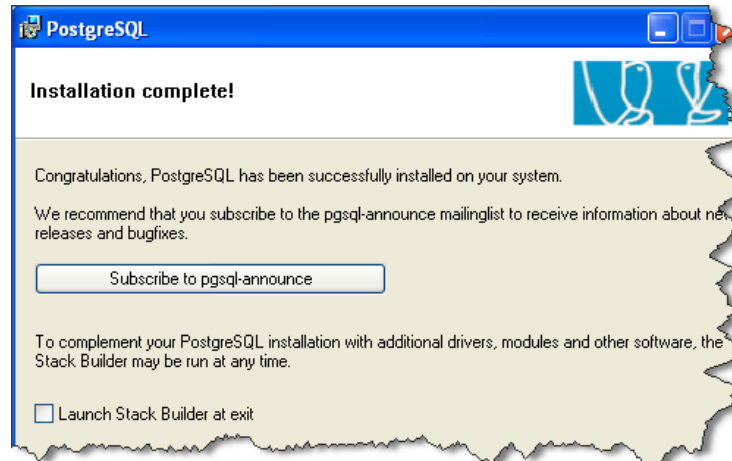 PostgreSQL
Installation complete!
Congratulations, PostgreSQL has been successfully installed on your system.
We recommend that you subscribe to the pgsql-announce mailinglist to receive information about
releases and bugfixes.
Subscribe to pgsql-announce
To complement your PostgreSQL installation with additional drivers, modules and other software, the
Stack Builder may be run at any time.
Launch Stack Builder at exit